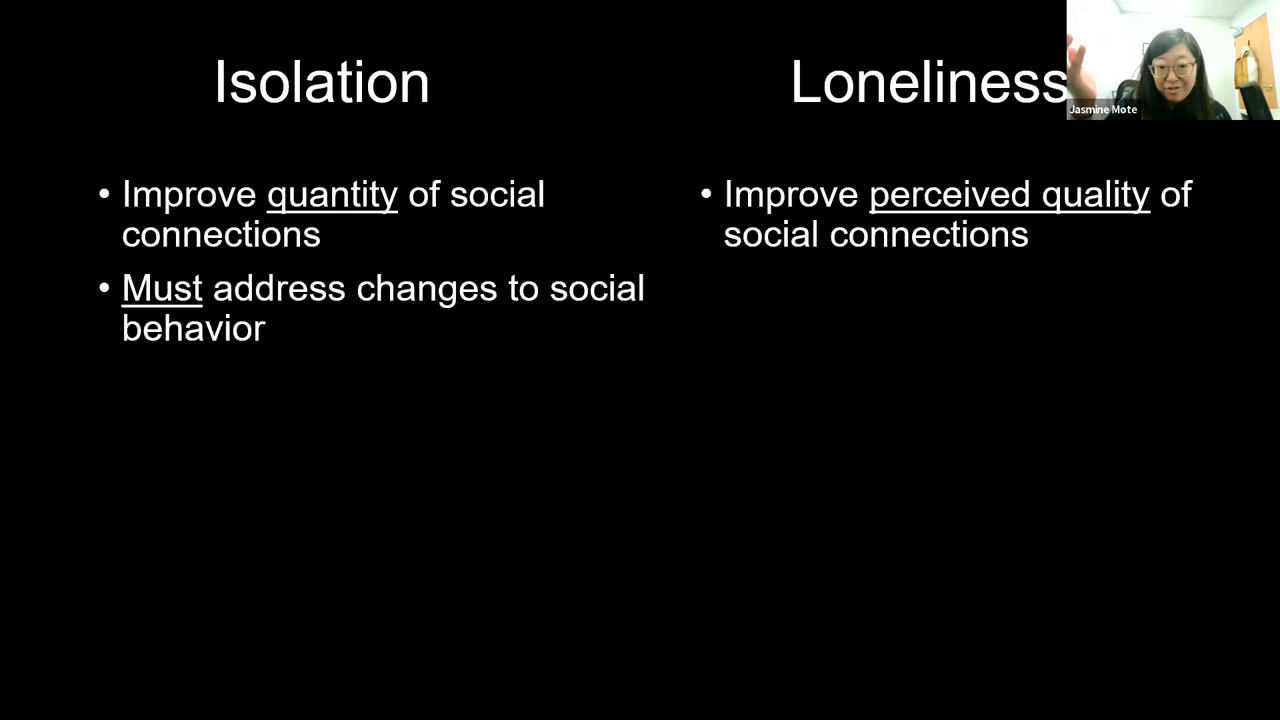 Isolation
Loneliness
Jasmine Mote
• Improve quantity of social
connections
• Must address changes to social
behavior
• Improve perceived quality of
social connections